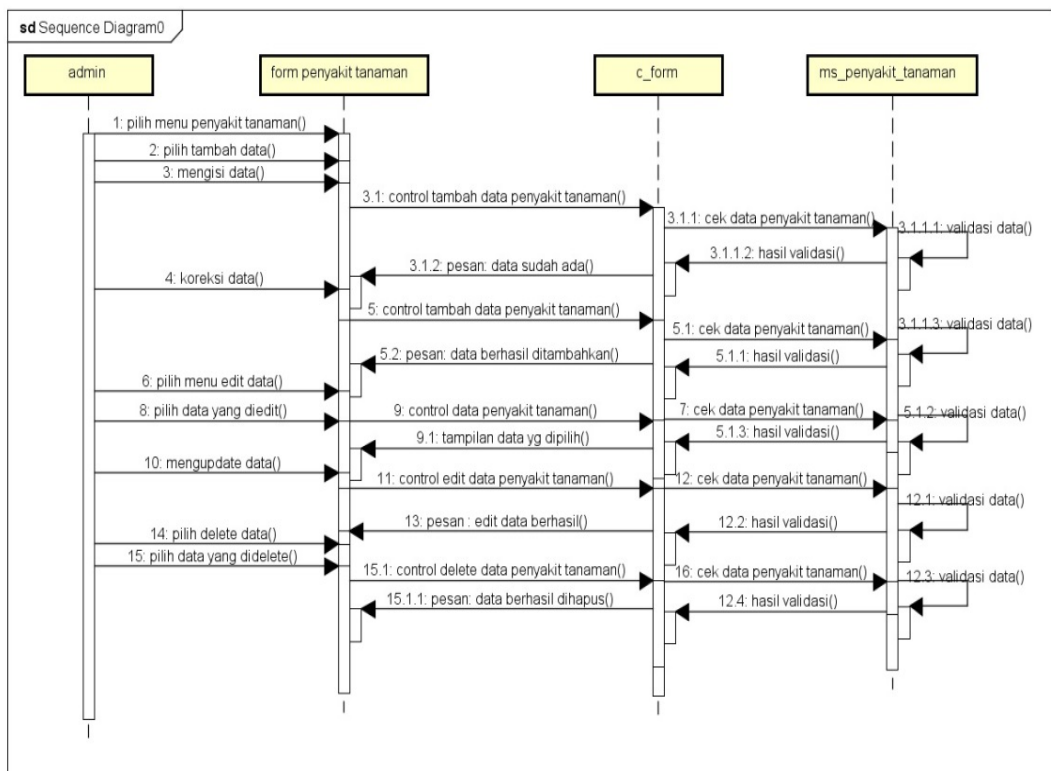 sd Sequence Diagram0
admin
form penyakit tanaman
c_form
ms_penyakit_tanaman
1: pilih menu penyakit tanaman()
2: pilih tambah data()
3: mengisi data()
3.1: control tambah data penyakit tanaman()
3.1.1: cek data penyakit tanaman()
3.1.1.1: validasi data()
3.1.1.2: hasil validasi()
3.1.2: pesan: data sudah ada()
4: koreksi data()
5: control tambah data penyakit tanaman()
5.1: cek data penyakit tanaman()
3.1.1.3: validasi data()
5.1.1: hasil validasi()
5.2: pesan: data berhasil ditambahkan()
6: pilih menu edit data()
8: pilih data yang diedit()
9: control data penyakit tanaman()
7: cek data penyakit tanaman()
5.1.2: validasi data()
5.1.3: hasil validasi()
9.1: tampilan data yg dipilih()
10: mengupdate data()
11: control edit data penyakit tanaman()
12: cek data penyakit tanaman()
12.1: validasi data()
12.2: hasil validasi()
13: pesan : edit data berhasil()
14: pilih delete data()
15: pilih data yang didelete()
15.1: control delete data penyakit tanaman()
16: cek data penyakit tanaman()
12.3: validasi data()
12.4: hasil validasi()
15.1.1: pesan: data berhasil dihapus()